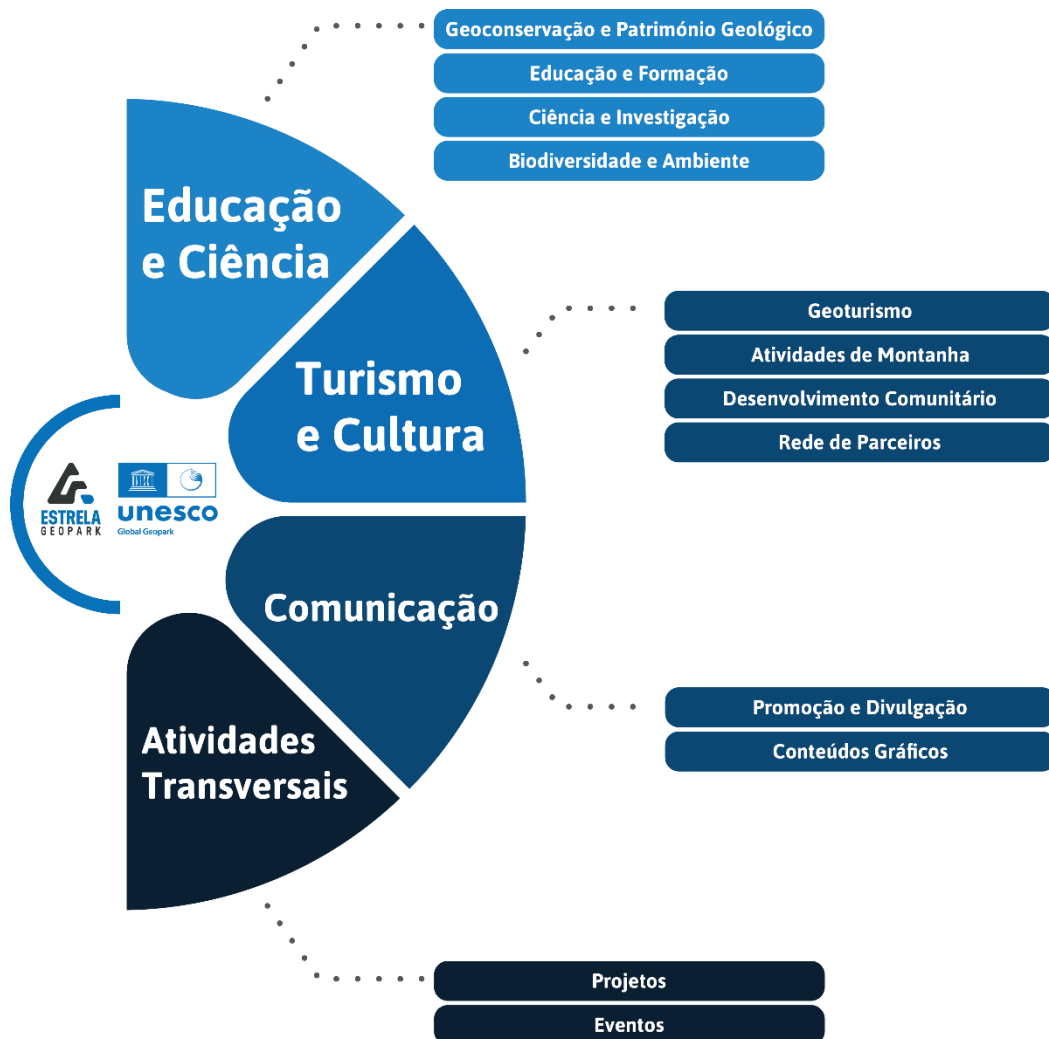 Geoconservação e Património Geológico
Educação e Formação
Ciência e Investigação
Biodiversidade e Ambiente
Educação
e Ciência
Geoturismo
Atividades de Montanha
Desenvolvimento Comunitário
Rede de Parceiros
Turismo
e Cultura
ESTRELA
GEOPARK
unesco
Global Geopark
Comunicação
Promoção e Divulgação
Conteúdos Gráficos
Atividades
Transversais
Projetos
Eventos